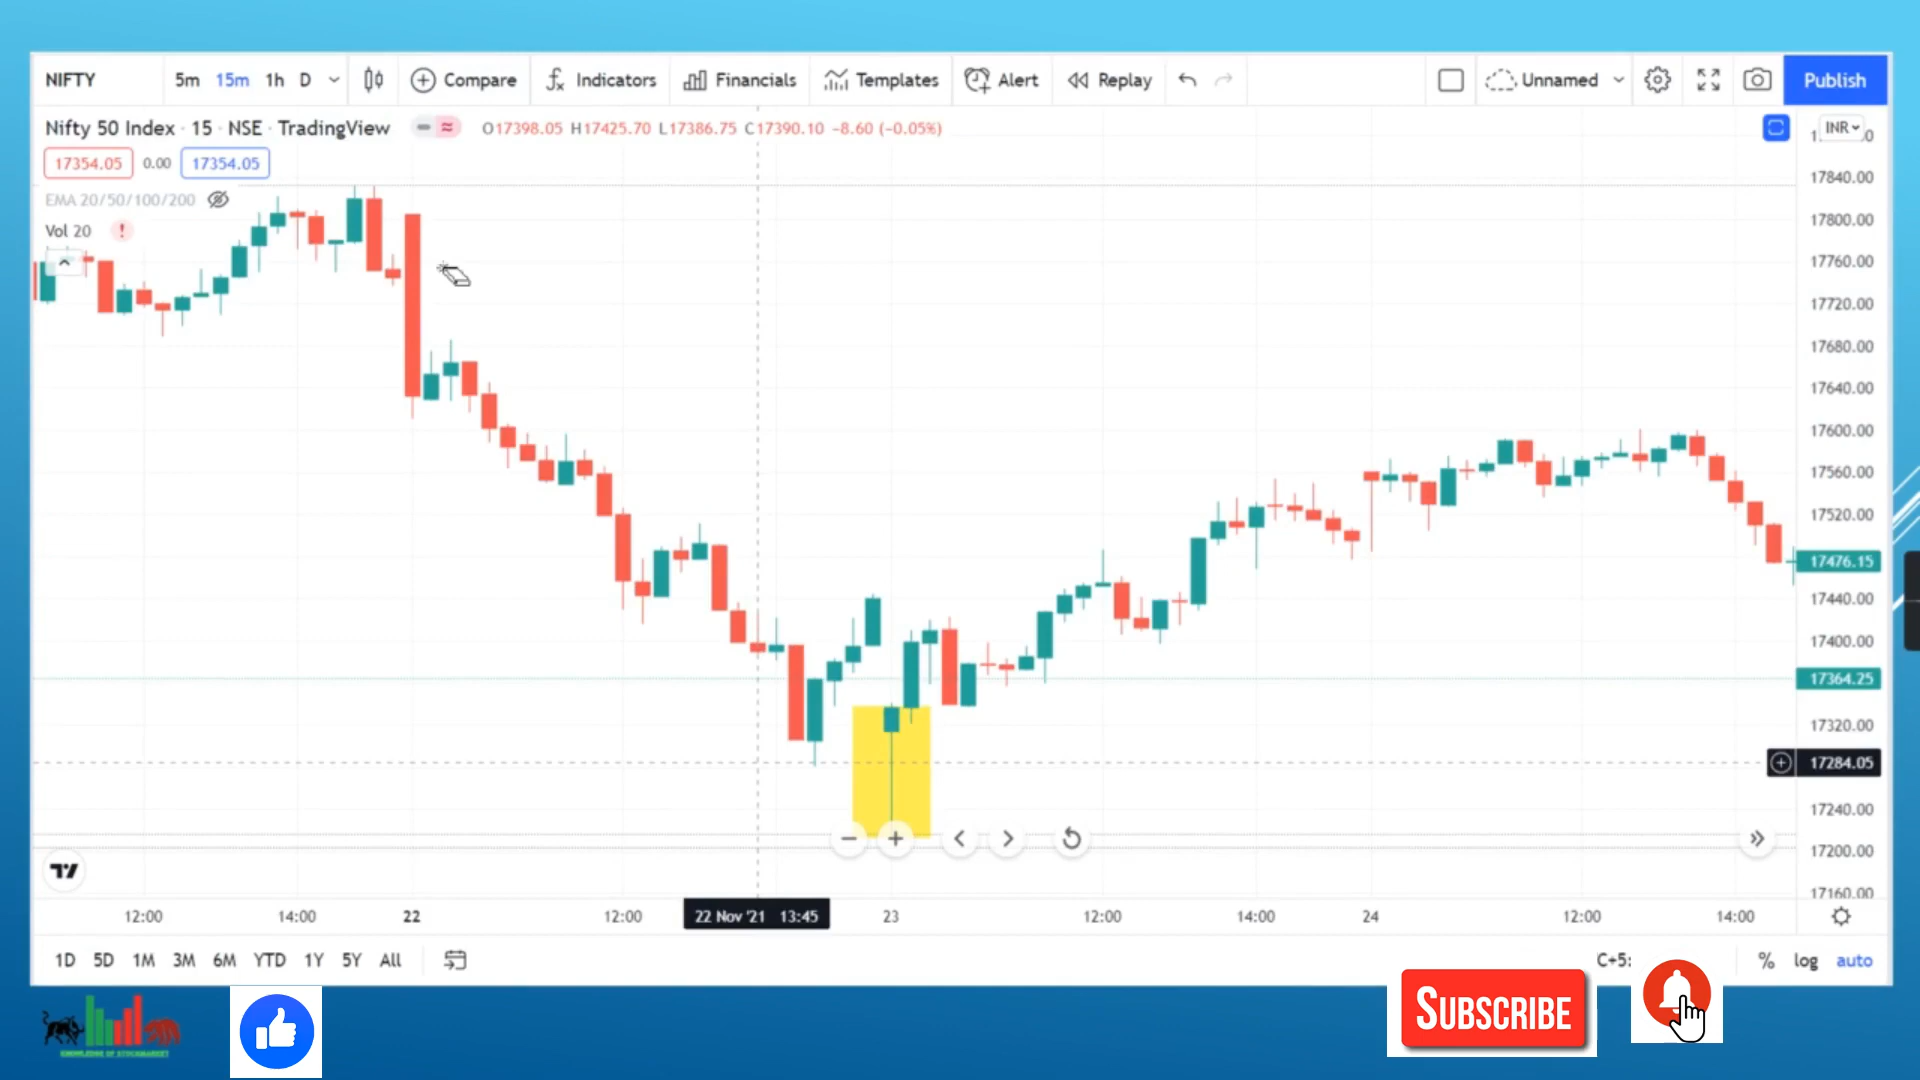 NIFTY 5m 15m 1h D Compare Indicators Financials Templates Alert Replay Unnamed Publish
Nifty 50 Index · 15 · NSE · TradingView O17398.05 H17425.70 L17386.75 C17390.10 −8.60 (−0.05%) INR
17354.05 0.00 17354.05
EMA 20/50/100/200
Vol 20 !
17840.00
17800.00
17760.00
17720.00
17680.00
17640.00
17600.00
17560.00
17520.00
17476.15
17440.00
17400.00
17364.25
17320.00
17284.05
17240.00
17200.00
17160.00
12:00 14:00 22 12:00 22 Nov '21 13:45 23 12:00 14:00 24 12:00 14:00
1D 5D 1M 3M 6M YTD 1Y 5Y All % log auto
SUBSCRIBE
KNOWLEDGE OF STOCKMARKET